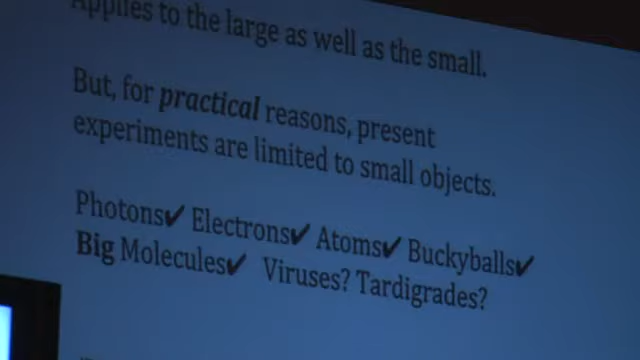 Applies to the large as well as the small.
But, for practical reasons, present
experiments are limited to small objects.
Photons✔ Electrons✔ Atoms✔ Buckyballs✔
Big Molecules✔ Viruses? Tardigrades?